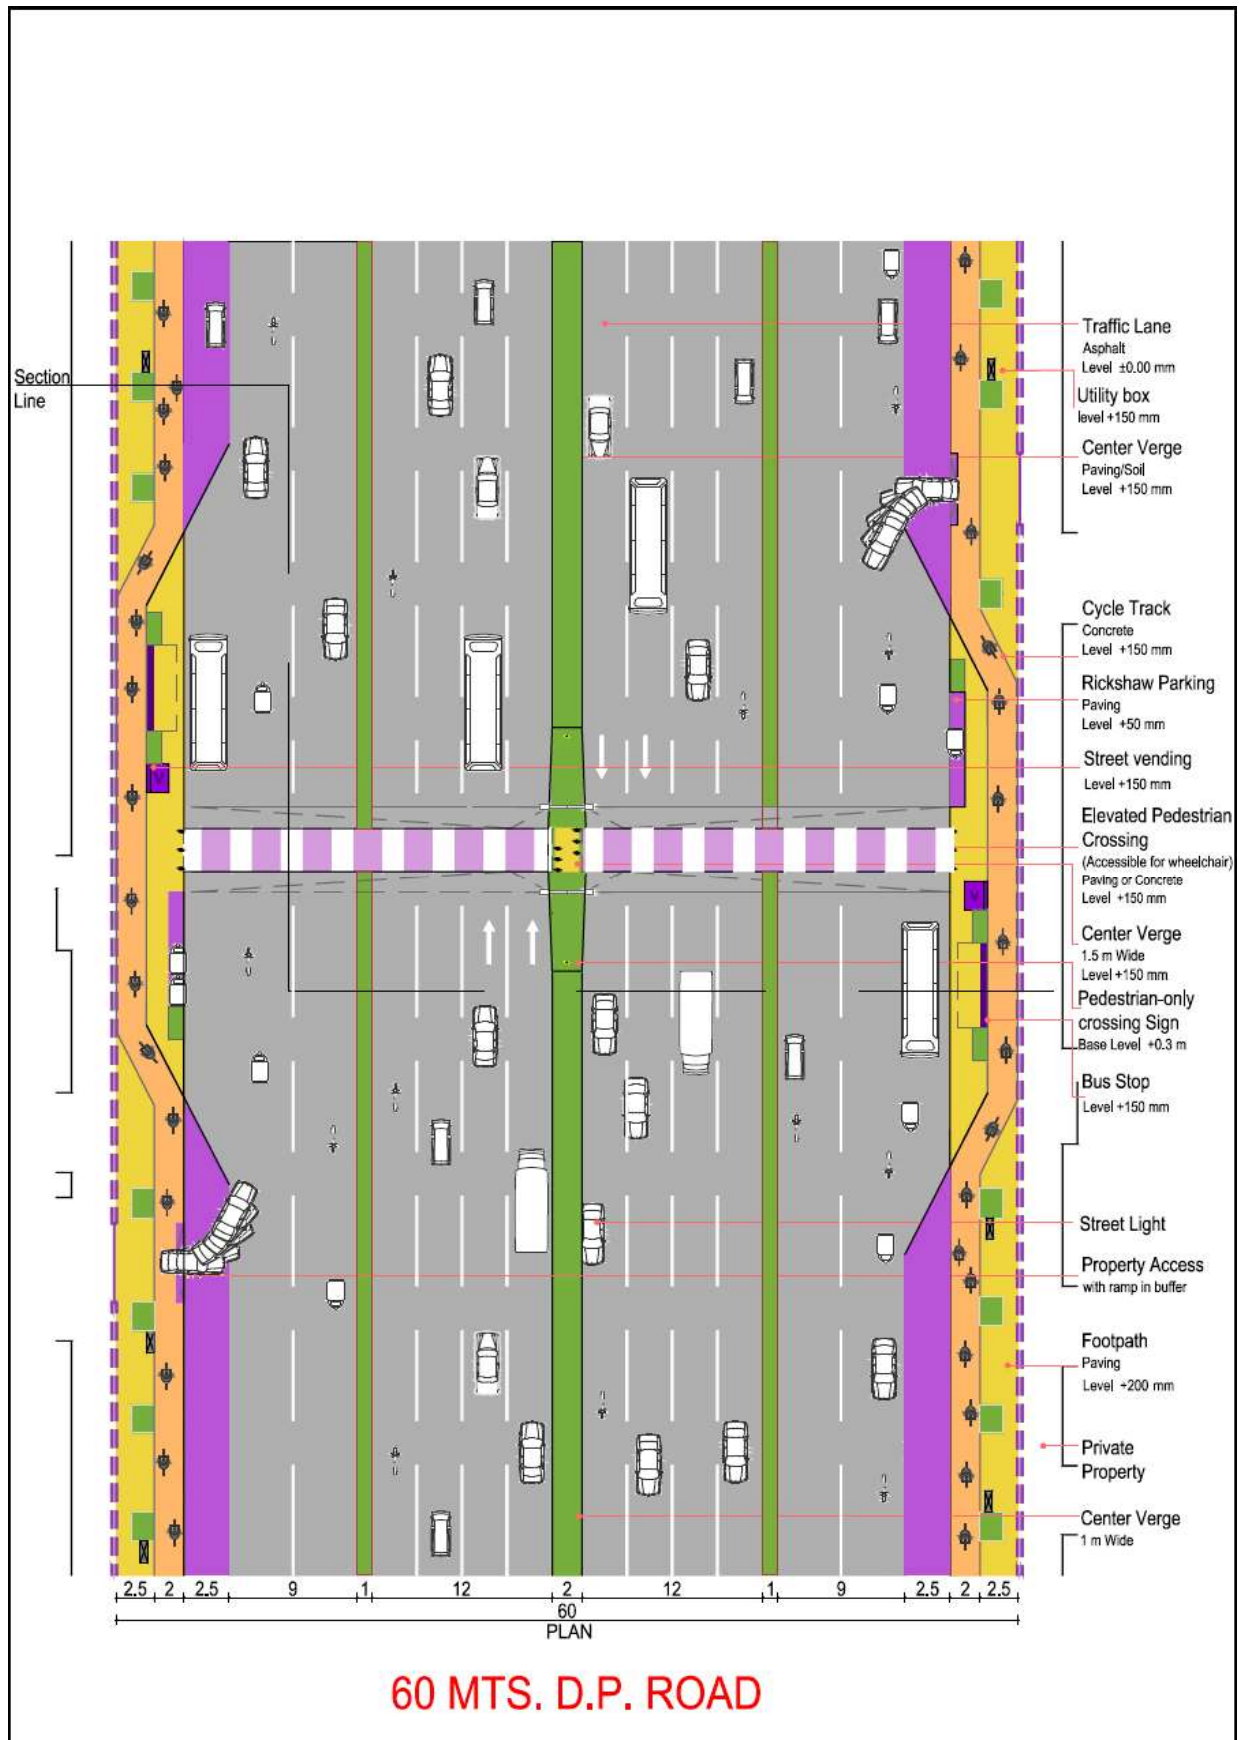 Section
Line
Traffic Lane
Asphalt
Level ±0.00 mm
Utility box
level +150 mm
Center Verge
Paving/Soil
Level +150 mm
Cycle Track
Concrete
Level +150 mm
Rickshaw Parking
Paving
Level +50 mm
Street vending
Level +150 mm
Elevated Pedestrian
Crossing
(Accessible for wheelchair)
Paving or Concrete
Level +150 mm
Center Verge
1.5 m Wide
Level +150 mm
Pedestrian-only
crossing Sign
Base Level +0.3 m
Bus Stop
Level +150 mm
Street Light
Property Access
with ramp in buffer
Footpath
Paving
Level +200 mm
Private
Property
Center Verge
1 m Wide
V
V
2.5 2 2.5 9 1 12 2 12 1 9 2.5 2 2.5
60
PLAN
60 MTS. D.P. ROAD